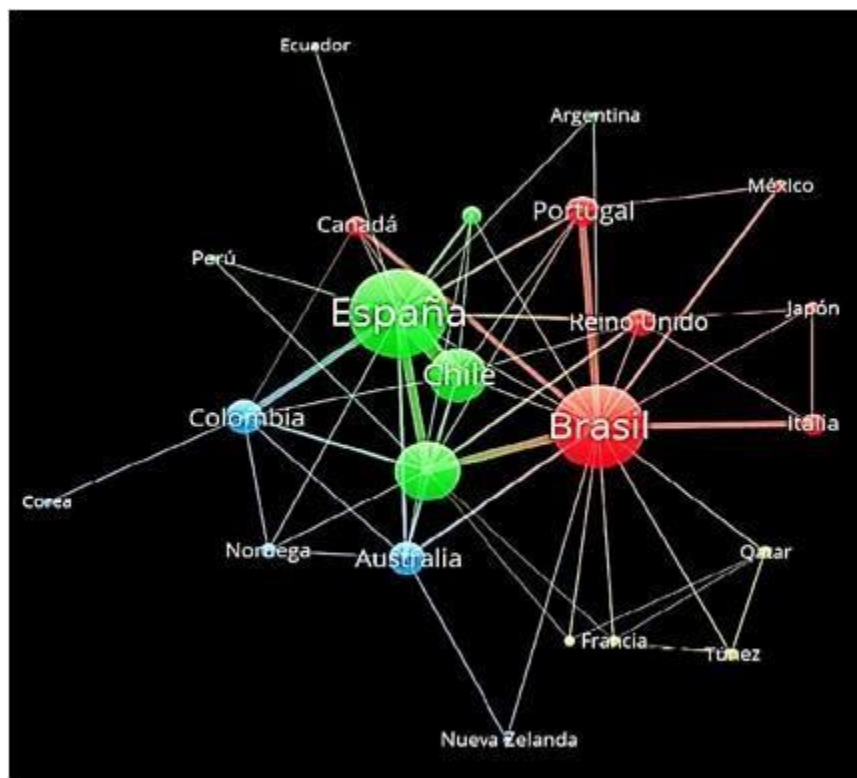 Ecuador
Argentina
México
Portugal
Canadá
Perú
España
Japón
Reino Unido
Chile
Colombia
Brasil
Italia
Corea
Noruega
Australia
Qatar
Francia
Túnez
Nueva Zelanda